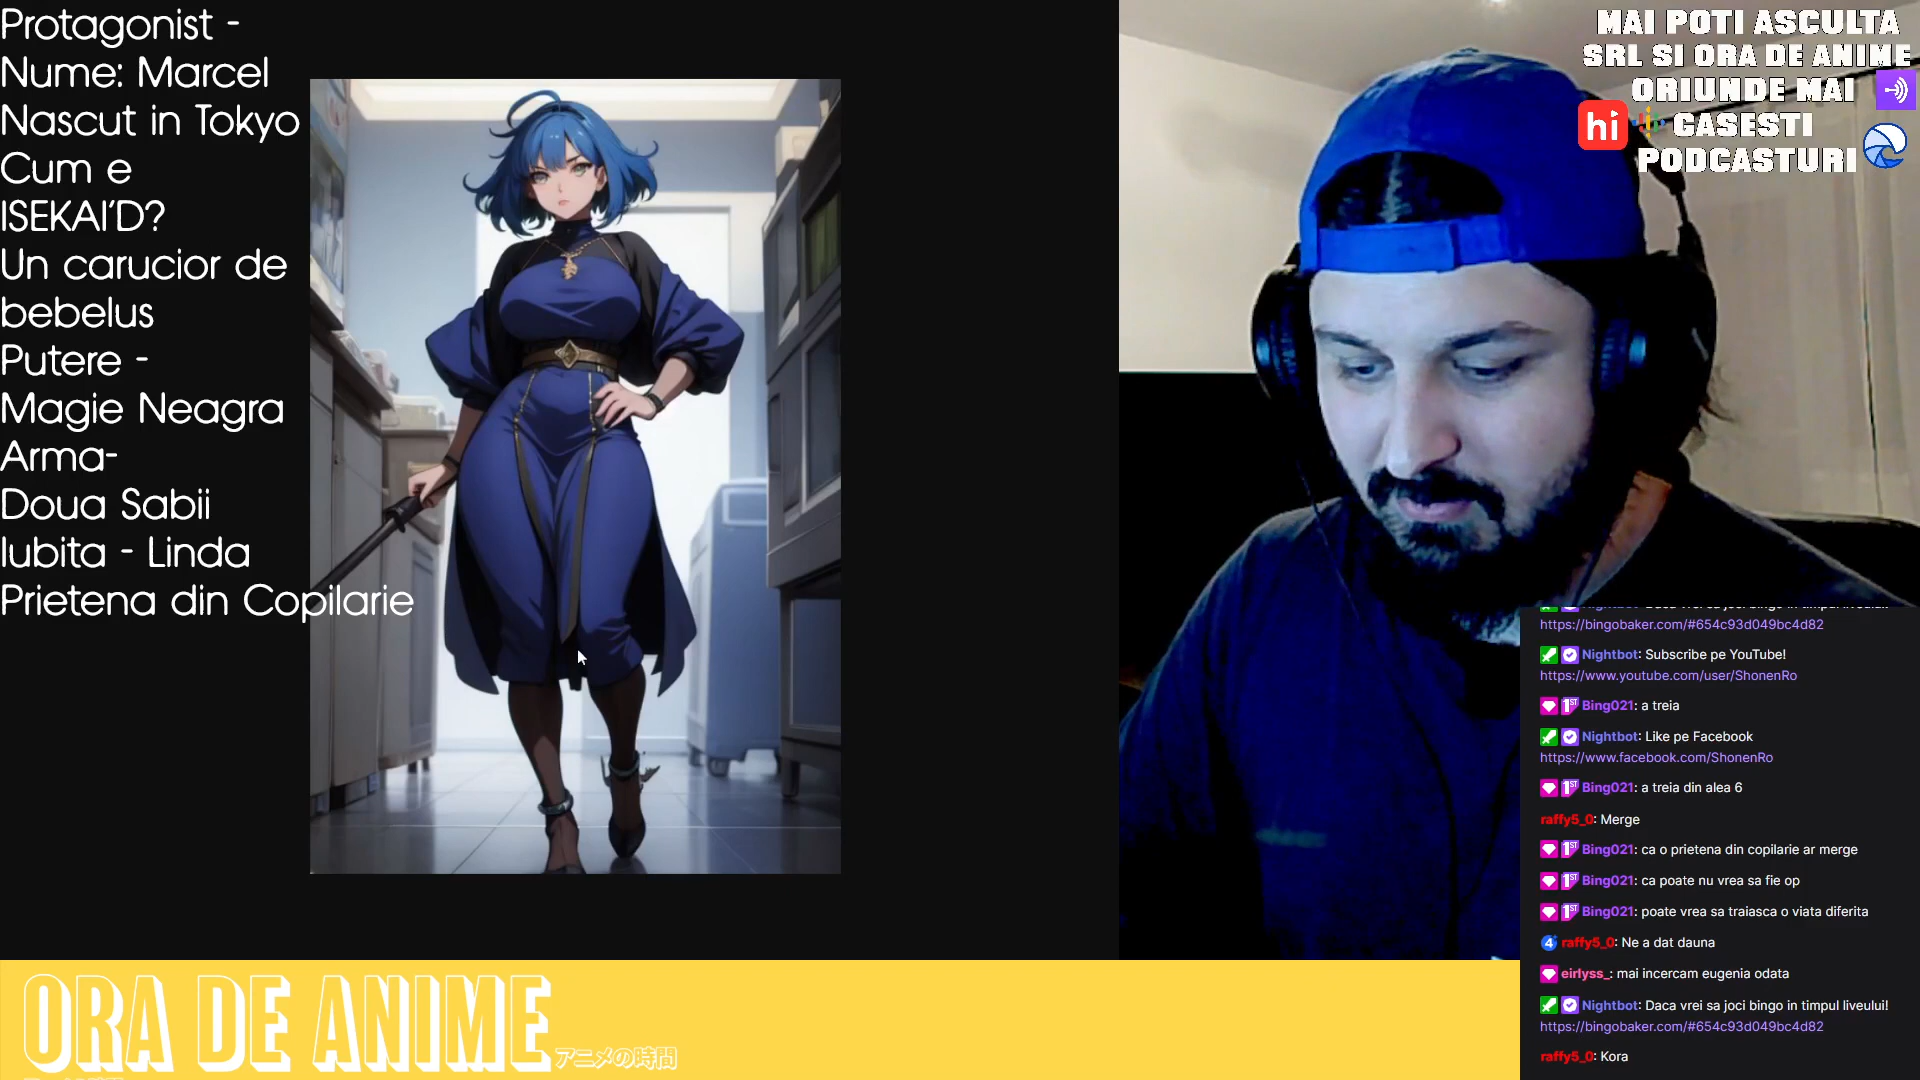 Protagonist -
Nume: Marcel
Nascut in Tokyo
Cum e
ISEKAI'D?
Un carucior de
bebelus
Putere -
Magie Neagra
Arma-
Doua Sabii
Iubita - Linda
Prietena din Copilarie
MAI POTI ASCULTA
SRL SI ORA DE ANIME
ORIUNDE MAI
hi GASESTI
PODCASTURI
https://bingobaker.com/#654c93d049bc4d82
Nightbot: Subscribe pe YouTube!
https://www.youtube.com/user/ShonenRo
Bing021: a treia
Nightbot: Like pe Facebook
https://www.facebook.com/ShonenRo
Bing021: a treia din alea 6
raffy5_0: Merge
Bing021: ca o prietena din copilarie ar merge
Bing021: ca poate nu vrea sa fie op
Bing021: poate vrea sa traiasca o viata diferita
4 raffy5_0: Ne a dat dauna
eirlyss_: mai incercam eugenia odata
Nightbot: Daca vrei sa joci bingo in timpul liveului!
https://bingobaker.com/#654c93d049bc4d82
raffy5_0: Kora
ORA DE ANIME
アニメの時間